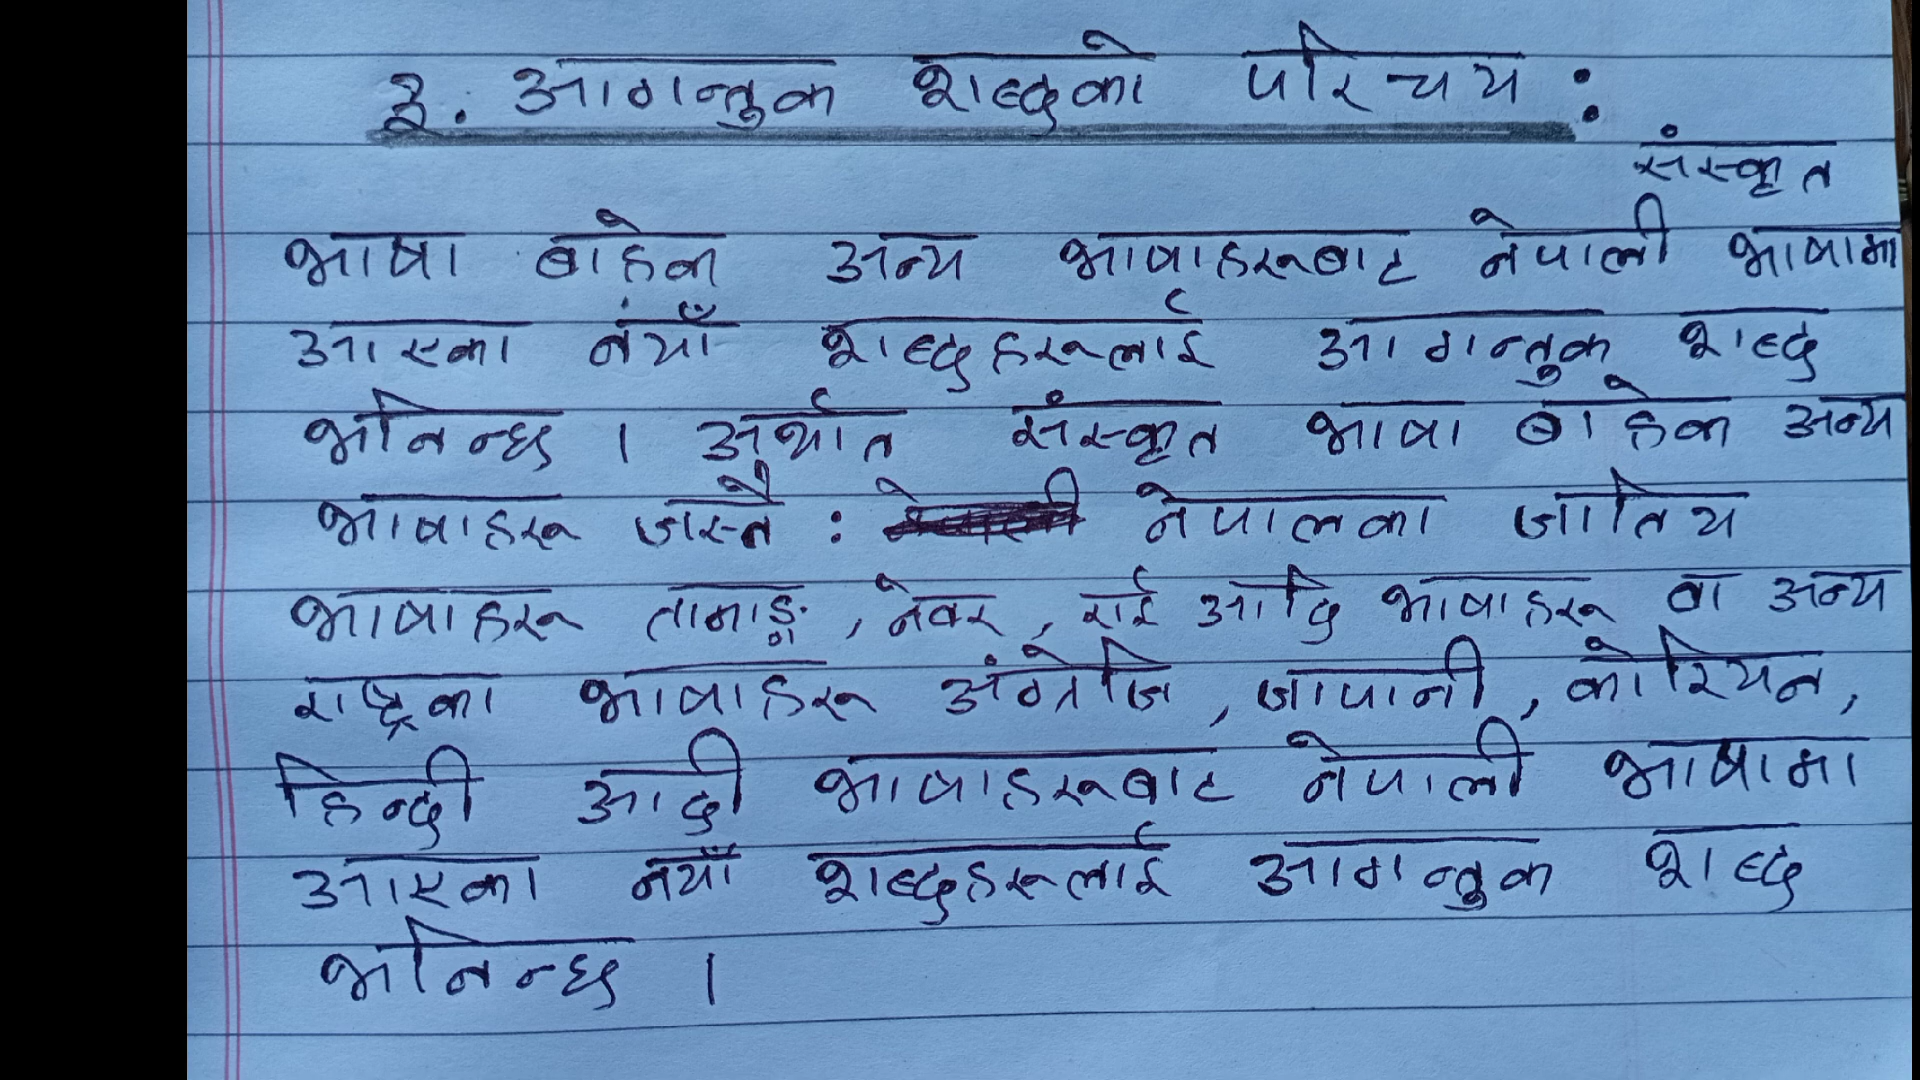 ३. आगन्तुक शब्दको परिचय :
संस्कृत
भाषा बाहेक अन्य भाषाहरूबाट नेपाली भाषामा
आएका नंयाँ शब्दहरूलाई आगन्तुक शब्द
भनिन्छ । अर्थात संस्कृत भाषा बाहेक अन्य
भाषाहरू जस्तै : नेपालका जातिय
भाषाहरू तामाङ्ग, नेवर, राई आदि भाषाहरू वा अन्य
राष्ट्रका भाषाहरू अंग्रेजि, जापानी, कोरियन,
हिन्दी आदी भाषाहरूबाट नेपाली भाषामा
आएका नयाँ शब्दहरूलाई आगन्तुक शब्द
भनिन्छ ।